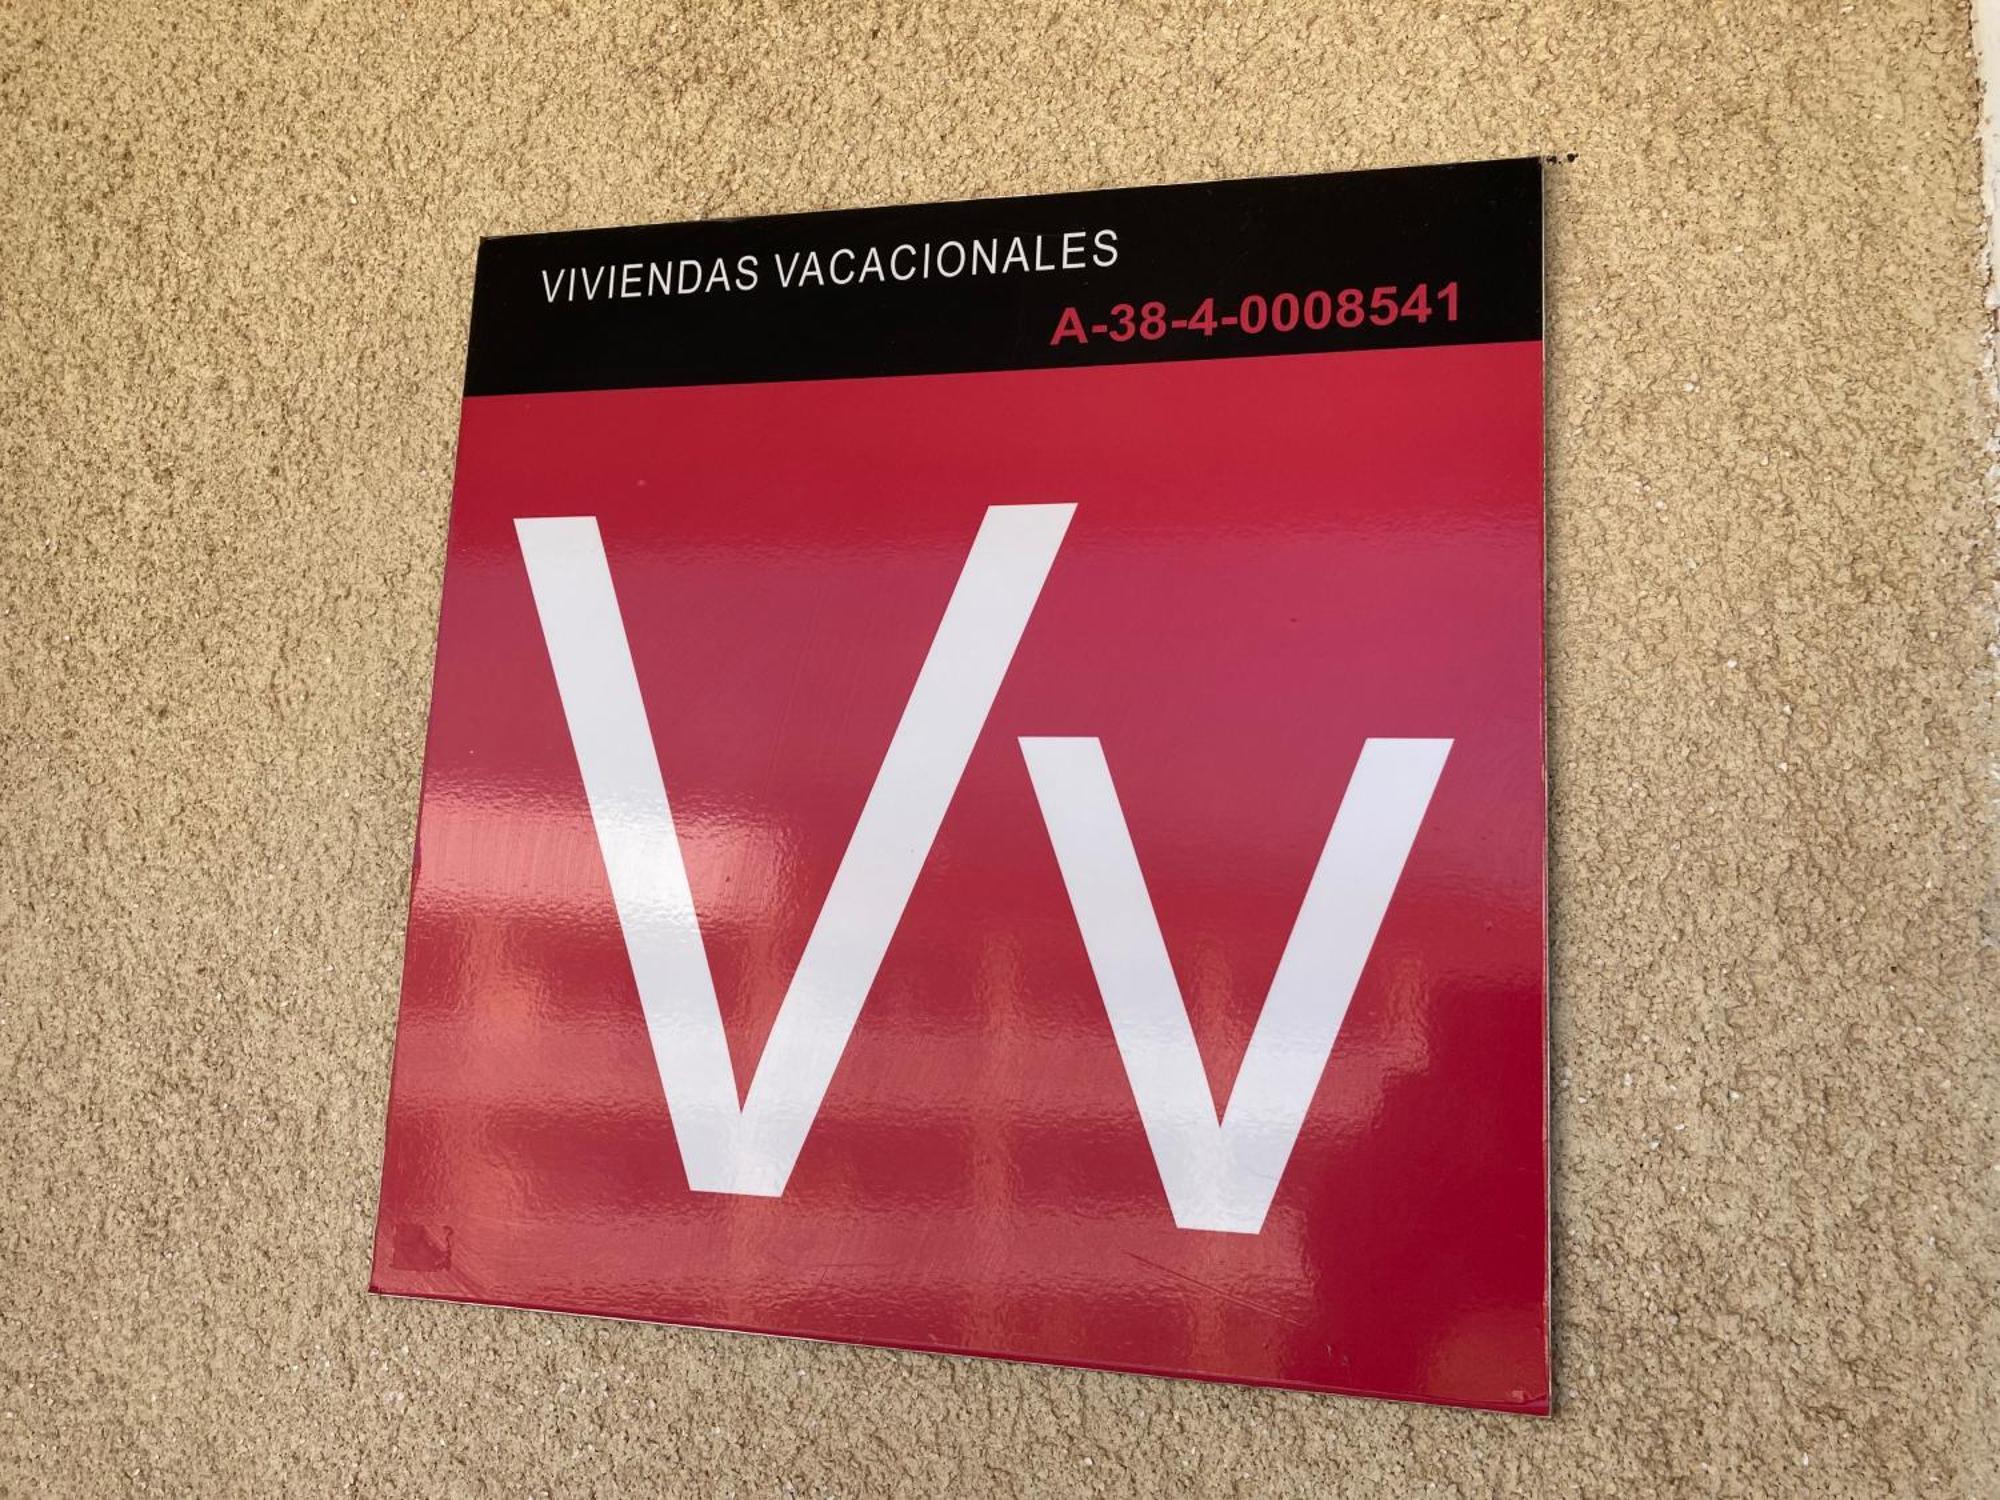 VIVIENDAS VACACIONALES
A-38-4-0008541
Vv